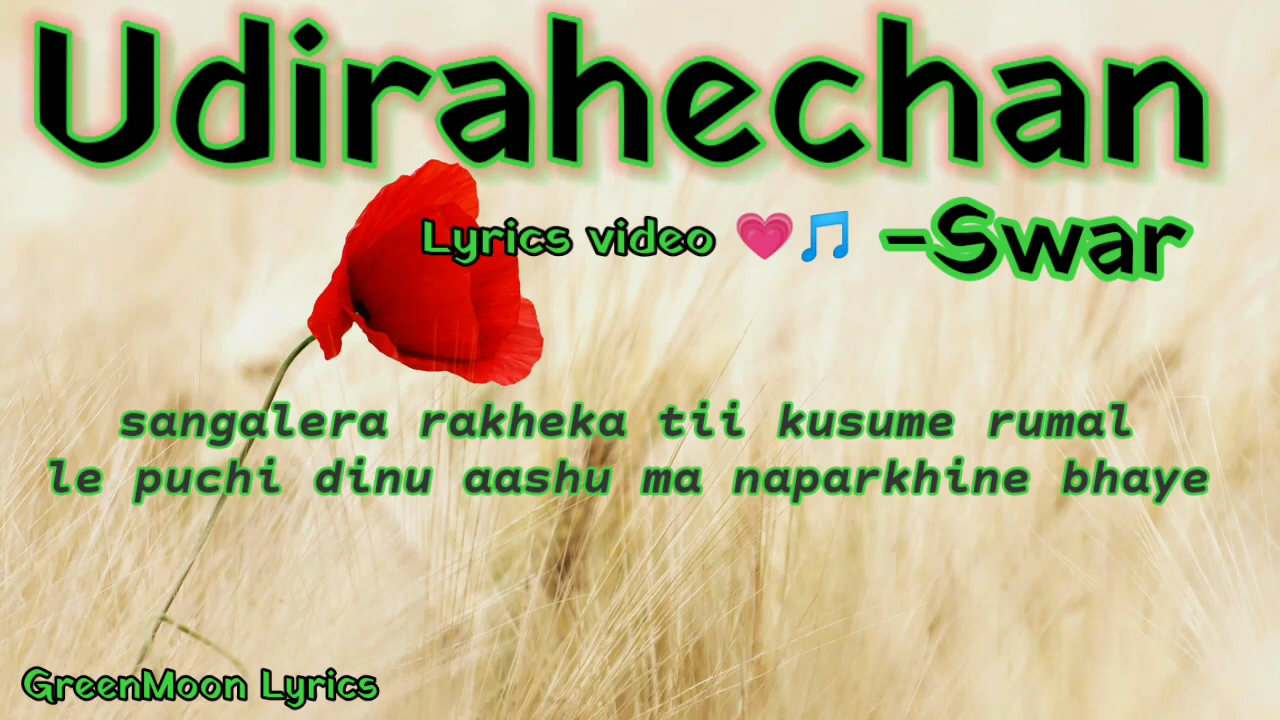 Udirahechan
Lyrics video 💗🎵 -Swar
sangalera rakheka tii kusume rumal
le puchi dinu aashu ma naparkhine bhaye
GreenMoon Lyrics